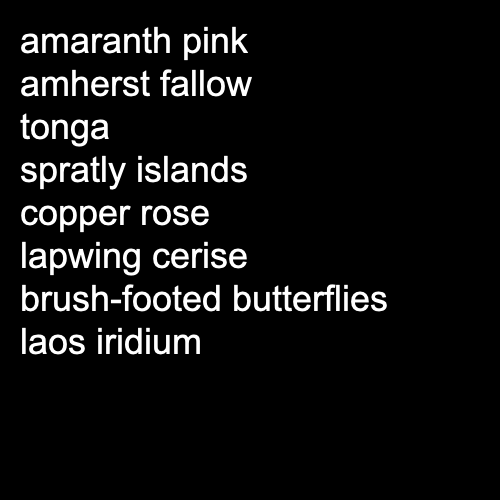 amaranth pink
amherst fallow
tonga
spratly islands
copper rose
lapwing cerise
brush-footed butterflies
laos iridium